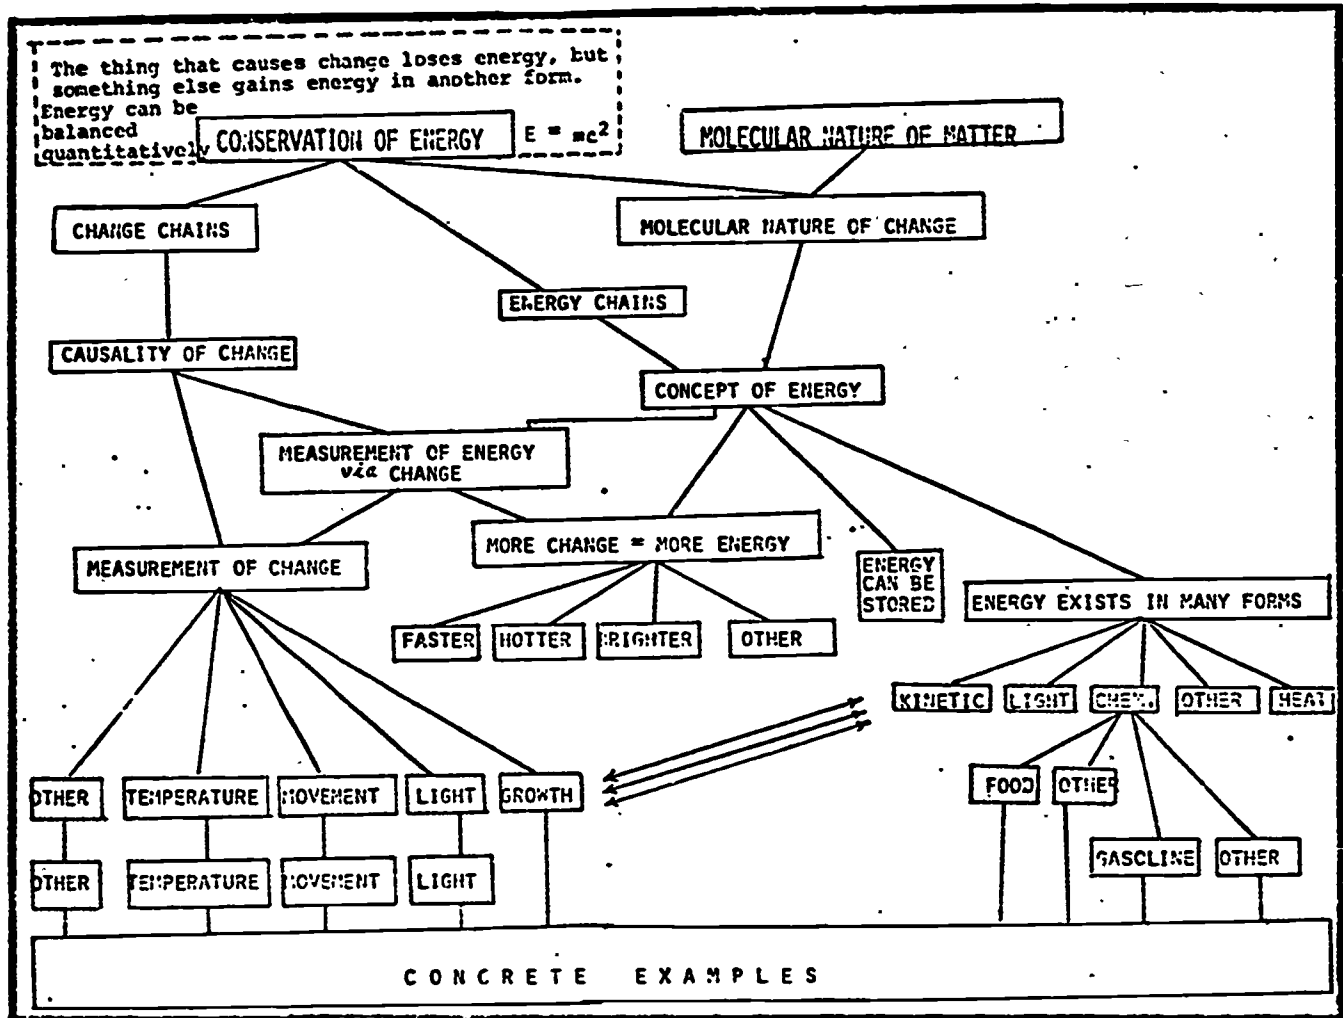 The thing that causes change loses energy, but
something else gains energy in another form.
Energy can be
balanced
quantitatively
CONSERVATION OF ENERGY
E = mc²
MOLECULAR NATURE OF MATTER
CHANGE CHAINS
MOLECULAR NATURE OF CHANGE
ENERGY CHAINS
CAUSALITY OF CHANGE
CONCEPT OF ENERGY
MEASUREMENT OF ENERGY
via CHANGE
MEASUREMENT OF CHANGE
MORE CHANGE = MORE ENERGY
ENERGY
CAN BE
STORED
ENERGY EXISTS IN MANY FORMS
FASTER
HOTTER
BRIGHTER
OTHER
KINETIC
LIGHT
CHEM.
OTHER
HEAT
OTHER
TEMPERATURE
MOVEMENT
LIGHT
GROWTH
FOOD
OTHER
GASOLINE
OTHER
OTHER
TEMPERATURE
MOVEMENT
LIGHT
CONCRETE EXAMPLES